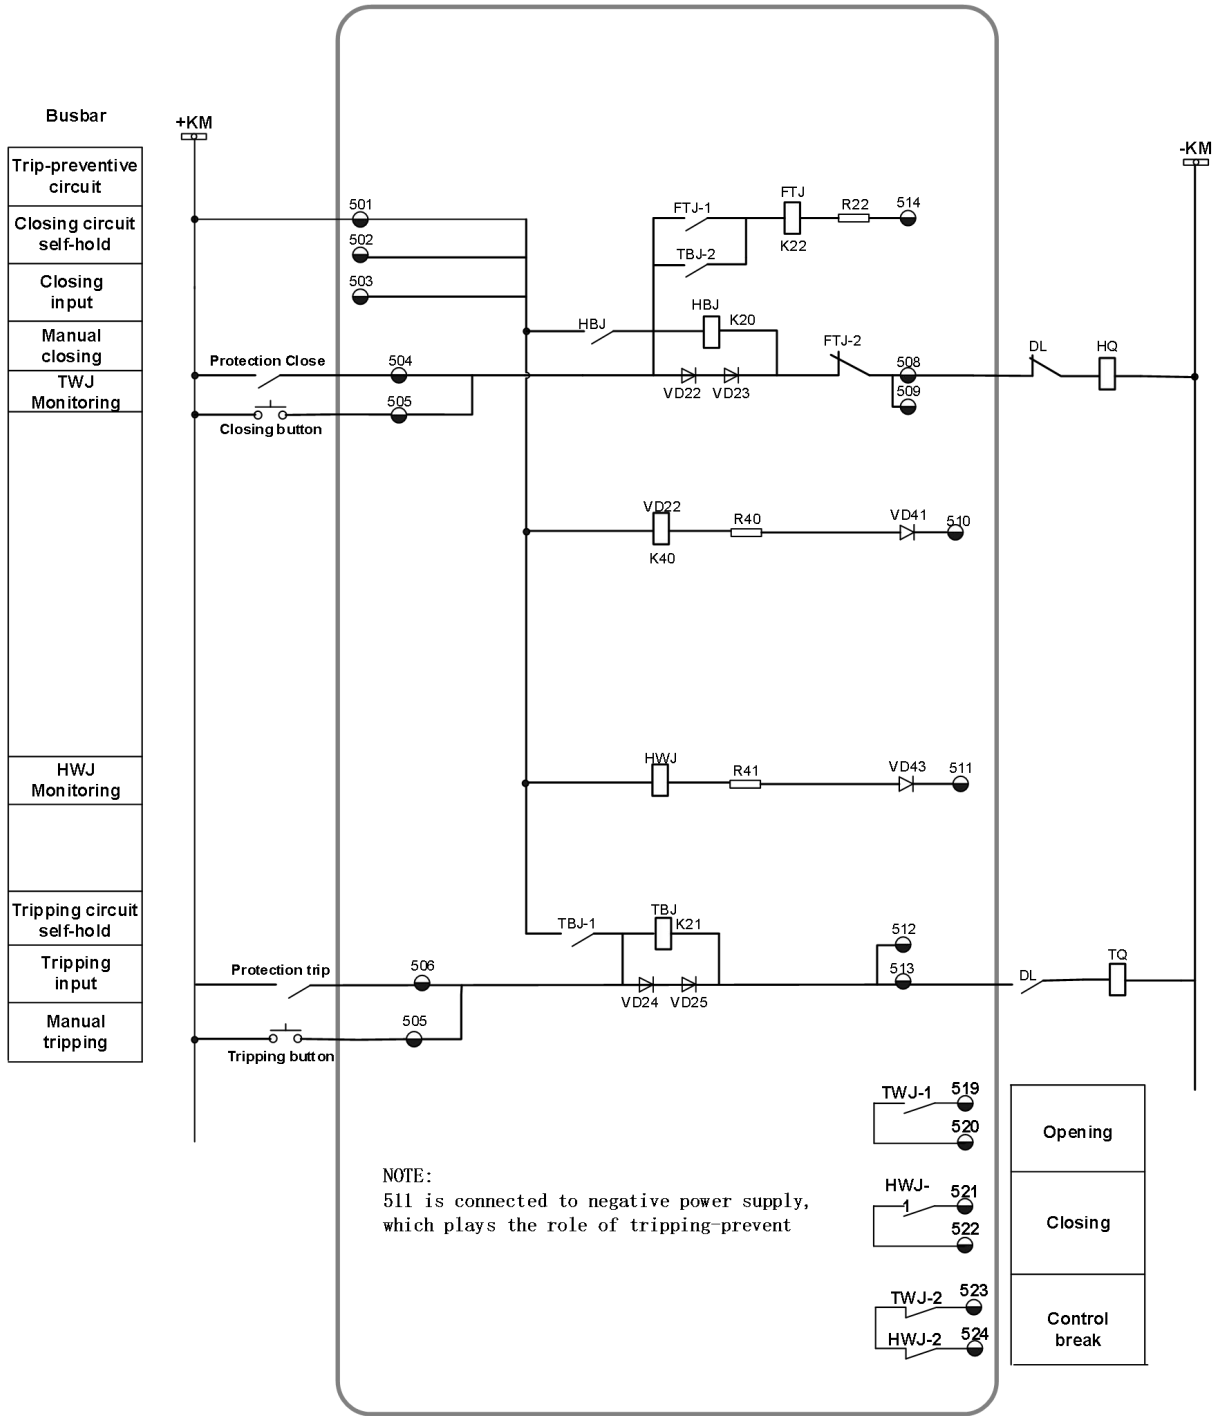 Busbar
+KM
-KM
Trip-preventive
circuit
Closing circuit
self-hold
Closing
input
Manual
closing
TWJ
Monitoring
HWJ
Monitoring
Tripping circuit
self-hold
Tripping
input
Manual
tripping
501
502
503
FTJ-1
FTJ
R22
514
K22
TBJ-2
HBJ
HBJ
K20
FTJ-2
Protection Close
504
VD22
VD23
508
509
DL
HQ
505
Closing button
VD22
K40
R40
VD41
510
HWJ
R41
VD43
511
TBJ-1
TBJ
K21
512
Protection trip
506
VD24
VD25
513
DL
TQ
505
Tripping button
TWJ-1
519
520
Opening
HWJ-
1
521
522
Closing
TWJ-2
523
HWJ-2
524
Control
break
NOTE:
511 is connected to negative power supply,
which plays the role of tripping-prevent